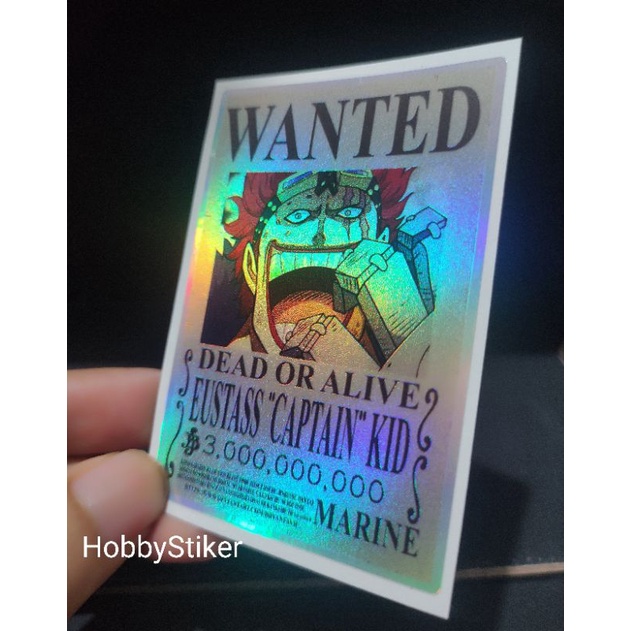 WANTED
DEAD OR ALIVE
EUSTASS "CAPTAIN" KID
3,000,000,000
MARINE
HobbyStiker